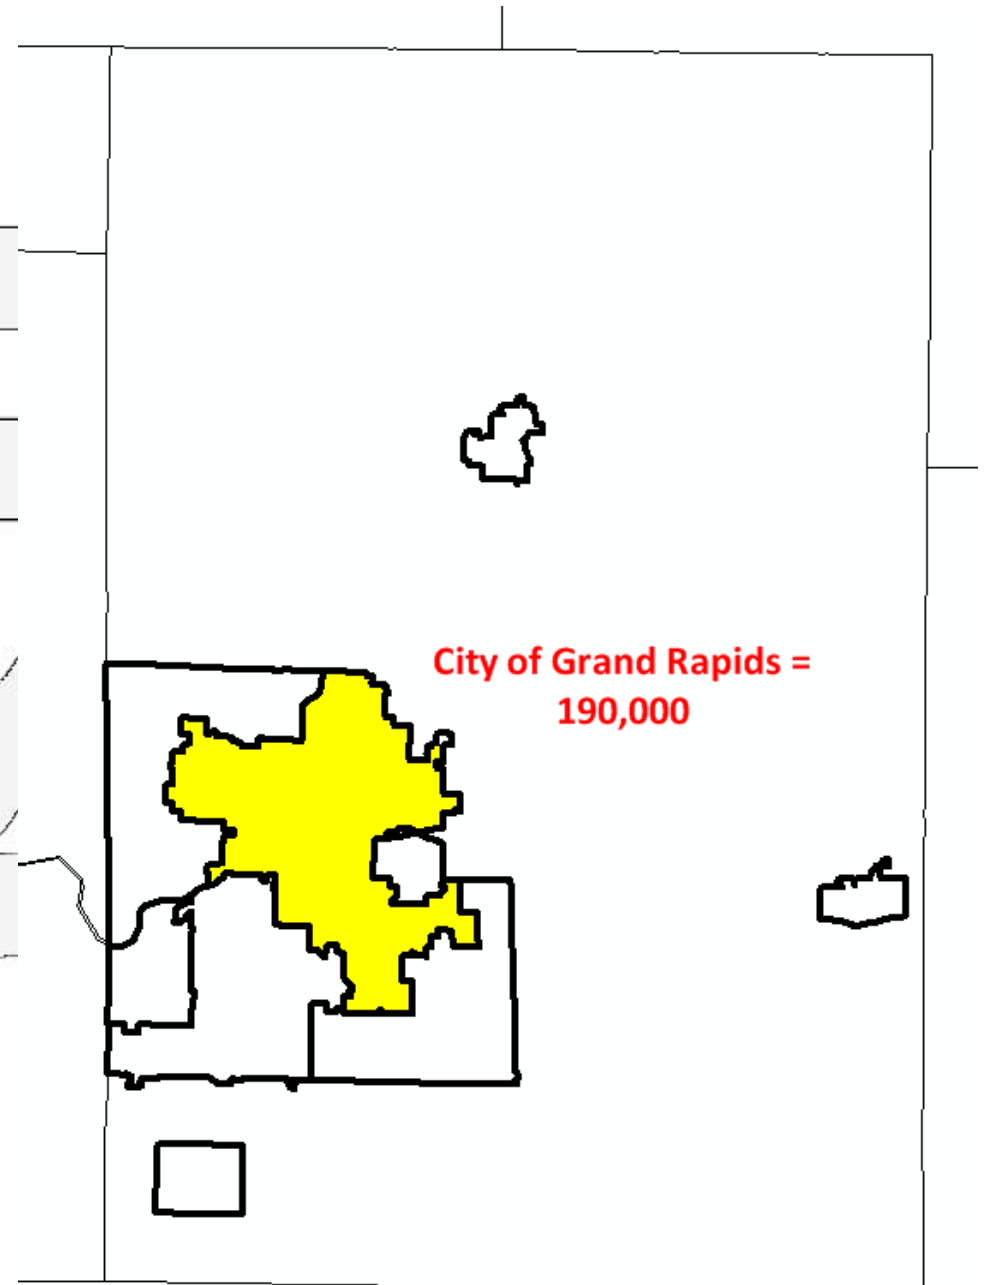 City of Grand Rapids =
190,000